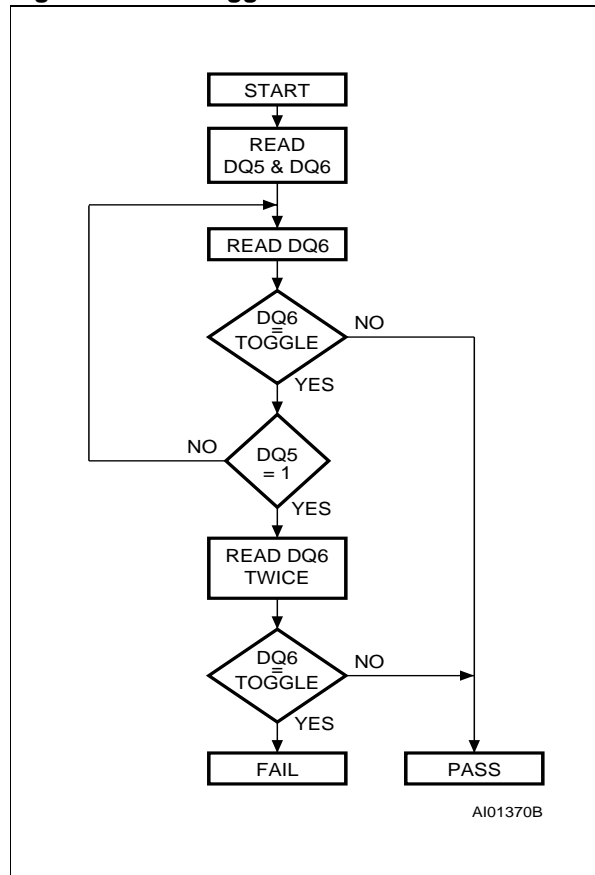 START
READ
DQ5 & DQ6
READ DQ6
DQ6
=
TOGGLE
NO
YES
NO
DQ5
= 1
YES
READ DQ6
TWICE
DQ6
=
TOGGLE
NO
YES
FAIL
PASS
AI01370B